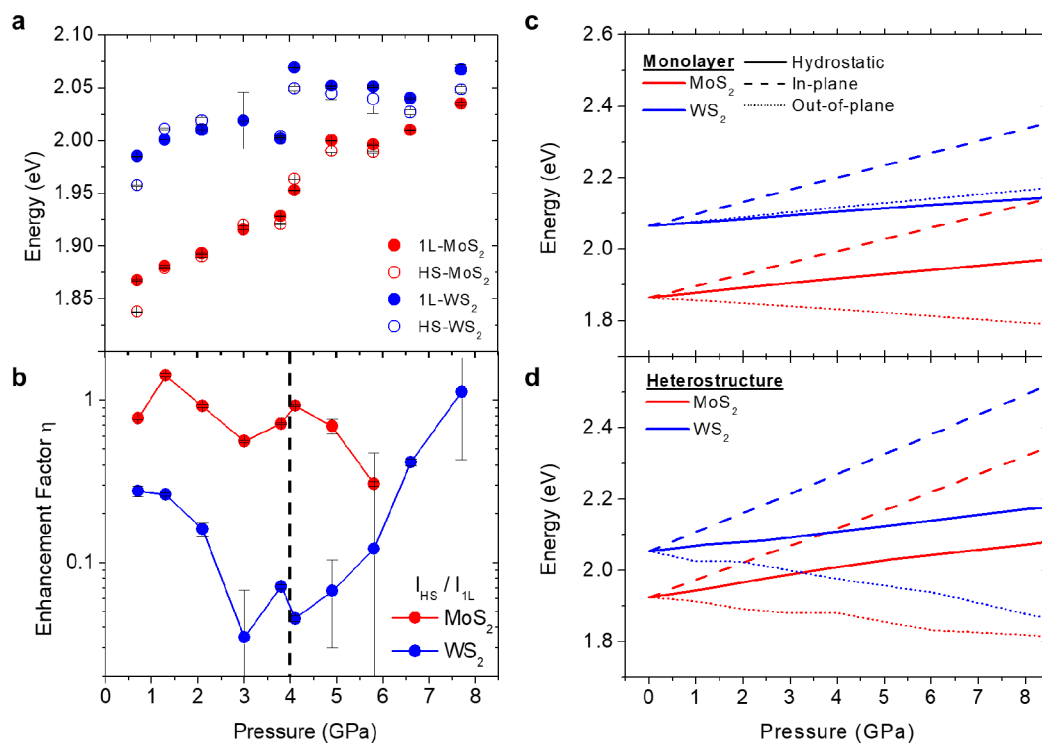 a
2.10
2.05
2.00
1.95
1.90
1.85
Energy (eV)
1L-MoS₂
HS-MoS₂
1L-WS₂
HS-WS₂
b
1
0.1
Enhancement Factor η
I_HS / I_1L
MoS₂
WS₂
0 1 2 3 4 5 6 7 8
Pressure (GPa)
c
2.6
2.4
2.2
2.0
1.8
Energy (eV)
Monolayer
MoS₂
WS₂
Hydrostatic
In-plane
Out-of-plane
d
Heterostructure
MoS₂
WS₂
2.4
2.2
2.0
1.8
Energy (eV)
0 1 2 3 4 5 6 7 8
Pressure (GPa)